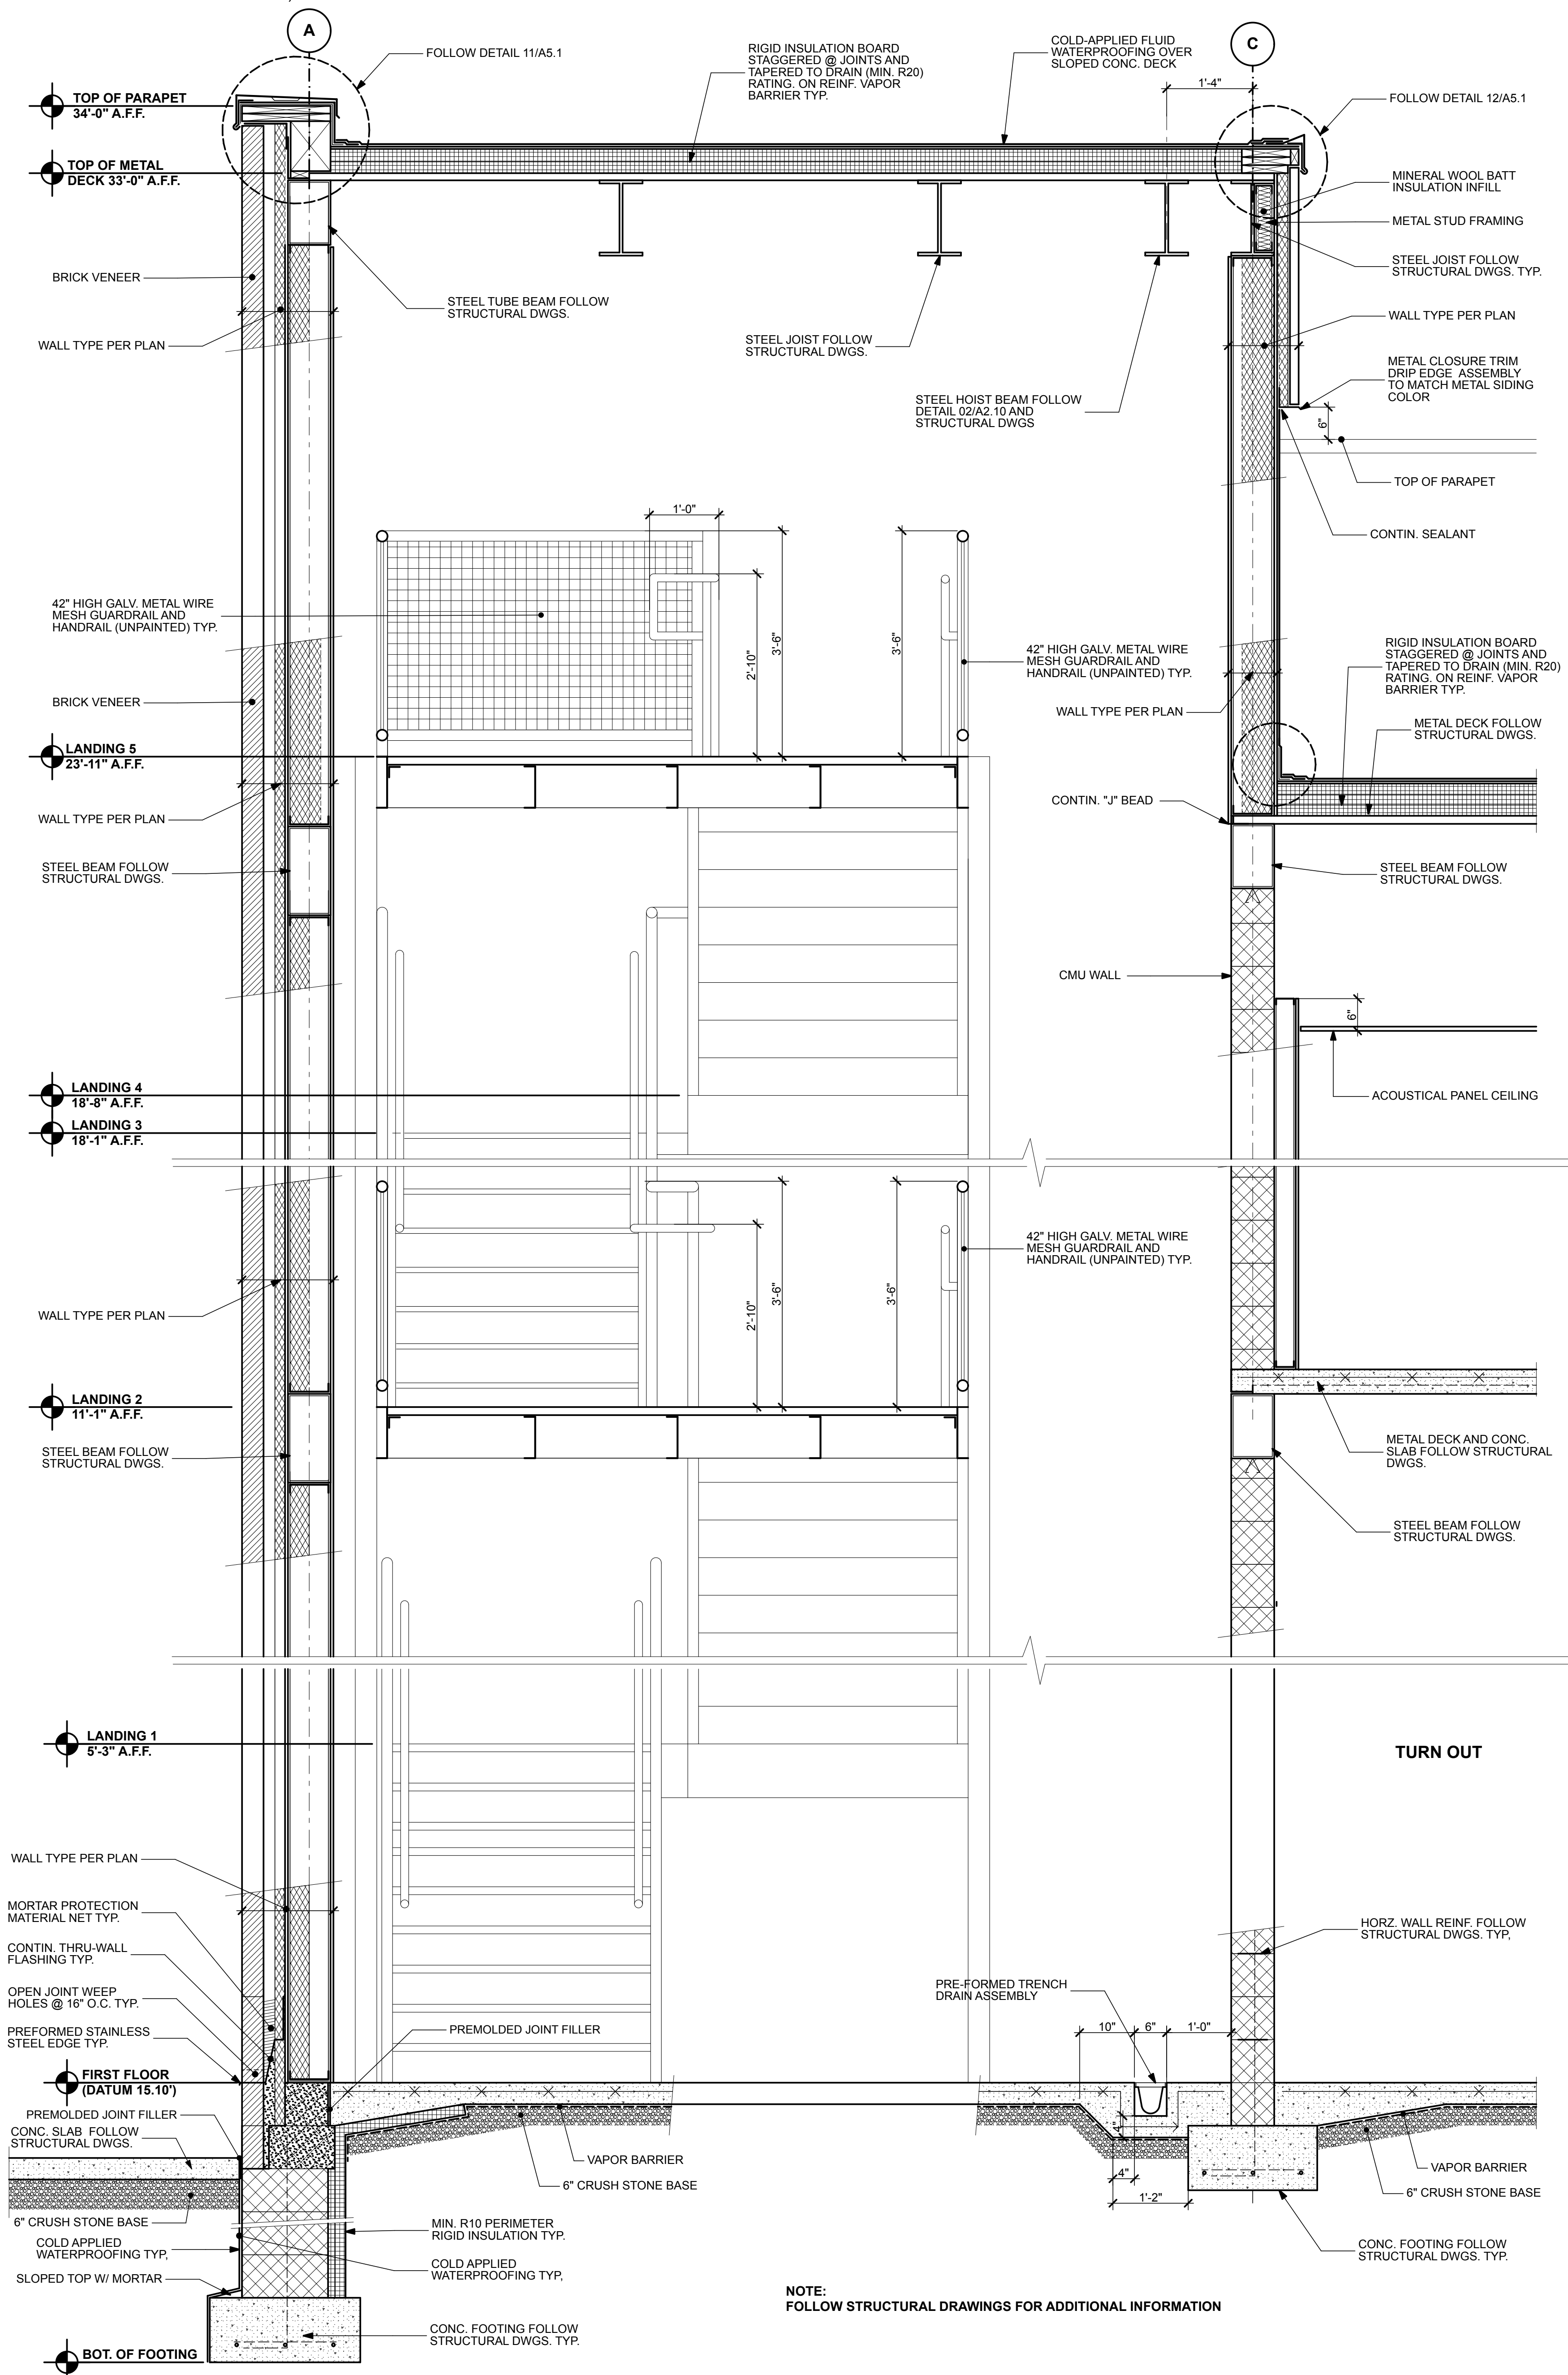 A
C
FOLLOW DETAIL 11/A5.1
RIGID INSULATION BOARD
STAGGERED @ JOINTS AND
TAPERED TO DRAIN (MIN. R20)
RATING. ON REINF. VAPOR
BARRIER TYP.
COLD-APPLIED FLUID
WATERPROOFING OVER
SLOPED CONC. DECK
1'-4"
FOLLOW DETAIL 12/A5.1
TOP OF PARAPET
34'-0" A.F.F.
TOP OF METAL
DECK 33'-0" A.F.F.
MINERAL WOOL BATT
INSULATION INFILL
METAL STUD FRAMING
STEEL JOIST FOLLOW
STRUCTURAL DWGS. TYP.
BRICK VENEER
STEEL TUBE BEAM FOLLOW
STRUCTURAL DWGS.
WALL TYPE PER PLAN
WALL TYPE PER PLAN
STEEL JOIST FOLLOW
STRUCTURAL DWGS.
METAL CLOSURE TRIM
DRIP EDGE ASSEMBLY
TO MATCH METAL SIDING
COLOR
STEEL HOIST BEAM FOLLOW
DETAIL 02/A2.10 AND
STRUCTURAL DWGS
6"
TOP OF PARAPET
CONTIN. SEALANT
1'-0"
42" HIGH GALV. METAL WIRE
MESH GUARDRAIL AND
HANDRAIL (UNPAINTED) TYP.
2'-10"
3'-6"
3'-6"
42" HIGH GALV. METAL WIRE
MESH GUARDRAIL AND
HANDRAIL (UNPAINTED) TYP.
RIGID INSULATION BOARD
STAGGERED @ JOINTS AND
TAPERED TO DRAIN (MIN. R20)
RATING. ON REINF. VAPOR
BARRIER TYP.
BRICK VENEER
WALL TYPE PER PLAN
METAL DECK FOLLOW
STRUCTURAL DWGS.
LANDING 5
23'-11" A.F.F.
CONTIN. "J" BEAD
WALL TYPE PER PLAN
STEEL BEAM FOLLOW
STRUCTURAL DWGS.
STEEL BEAM FOLLOW
STRUCTURAL DWGS.
CMU WALL
6"
ACOUSTICAL PANEL CEILING
LANDING 4
18'-8" A.F.F.
LANDING 3
18'-1" A.F.F.
42" HIGH GALV. METAL WIRE
MESH GUARDRAIL AND
HANDRAIL (UNPAINTED) TYP.
2'-10"
3'-6"
3'-6"
WALL TYPE PER PLAN
LANDING 2
11'-1" A.F.F.
STEEL BEAM FOLLOW
STRUCTURAL DWGS.
METAL DECK AND CONC.
SLAB FOLLOW STRUCTURAL
DWGS.
STEEL BEAM FOLLOW
STRUCTURAL DWGS.
LANDING 1
5'-3" A.F.F.
TURN OUT
WALL TYPE PER PLAN
MORTAR PROTECTION
MATERIAL NET TYP.
CONTIN. THRU-WALL
FLASHING TYP.
OPEN JOINT WEEP
HOLES @ 16" O.C. TYP.
PREFORMED STAINLESS
STEEL EDGE TYP.
HORZ. WALL REINF. FOLLOW
STRUCTURAL DWGS. TYP,
PRE-FORMED TRENCH
DRAIN ASSEMBLY
PREMOLDED JOINT FILLER
10"
6"
1'-0"
FIRST FLOOR
(DATUM 15.10')
PREMOLDED JOINT FILLER
CONC. SLAB FOLLOW
STRUCTURAL DWGS.
4"
4"
1'-2"
VAPOR BARRIER
6" CRUSH STONE BASE
VAPOR BARRIER
6" CRUSH STONE BASE
6" CRUSH STONE BASE
COLD APPLIED
WATERPROOFING TYP,
SLOPED TOP W/ MORTAR
MIN. R10 PERIMETER
RIGID INSULATION TYP.
COLD APPLIED
WATERPROOFING TYP,
CONC. FOOTING FOLLOW
STRUCTURAL DWGS. TYP.
NOTE:
FOLLOW STRUCTURAL DRAWINGS FOR ADDITIONAL INFORMATION
CONC. FOOTING FOLLOW
STRUCTURAL DWGS. TYP.
BOT. OF FOOTING